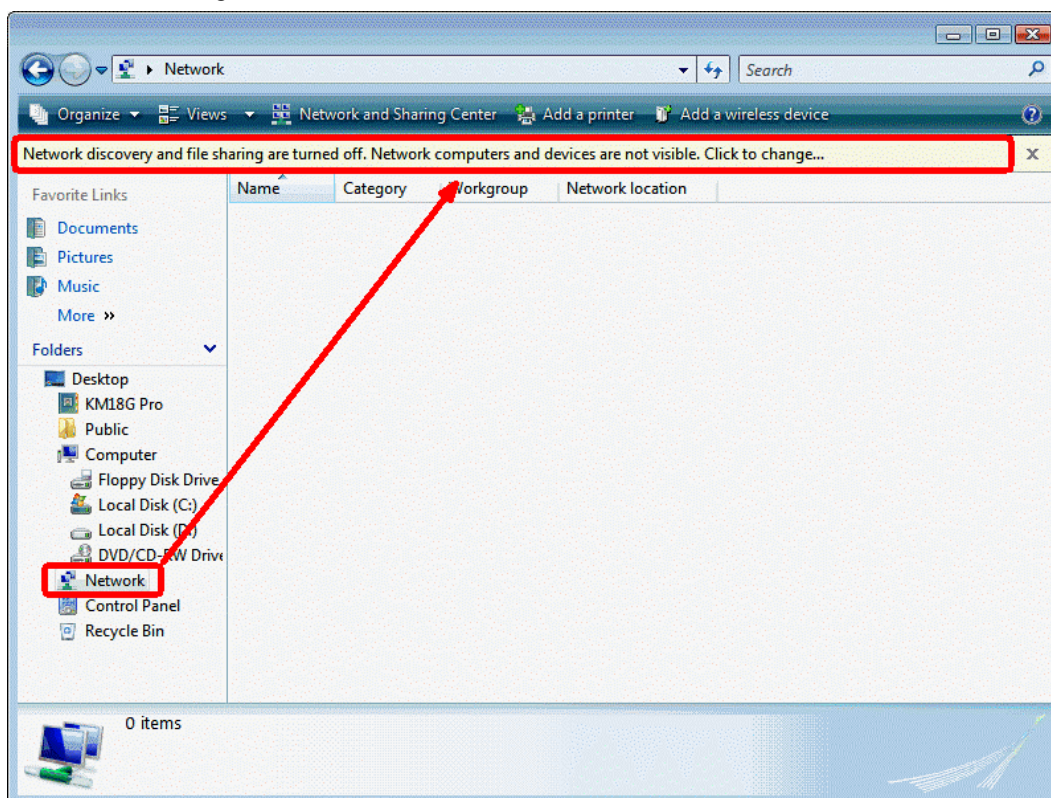 Network
Search
Organize Views Network and Sharing Center Add a printer Add a wireless device
Network discovery and file sharing are turned off. Network computers and devices are not visible. Click to change...
Favorite Links
Name Category Workgroup Network location
Documents
Pictures
Music
More »
Folders
Desktop
KM18G Pro
Public
Computer
Floppy Disk Drive
Local Disk (C:)
Local Disk (D:)
DVD/CD-RW Drive
Network
Control Panel
Recycle Bin
0 items